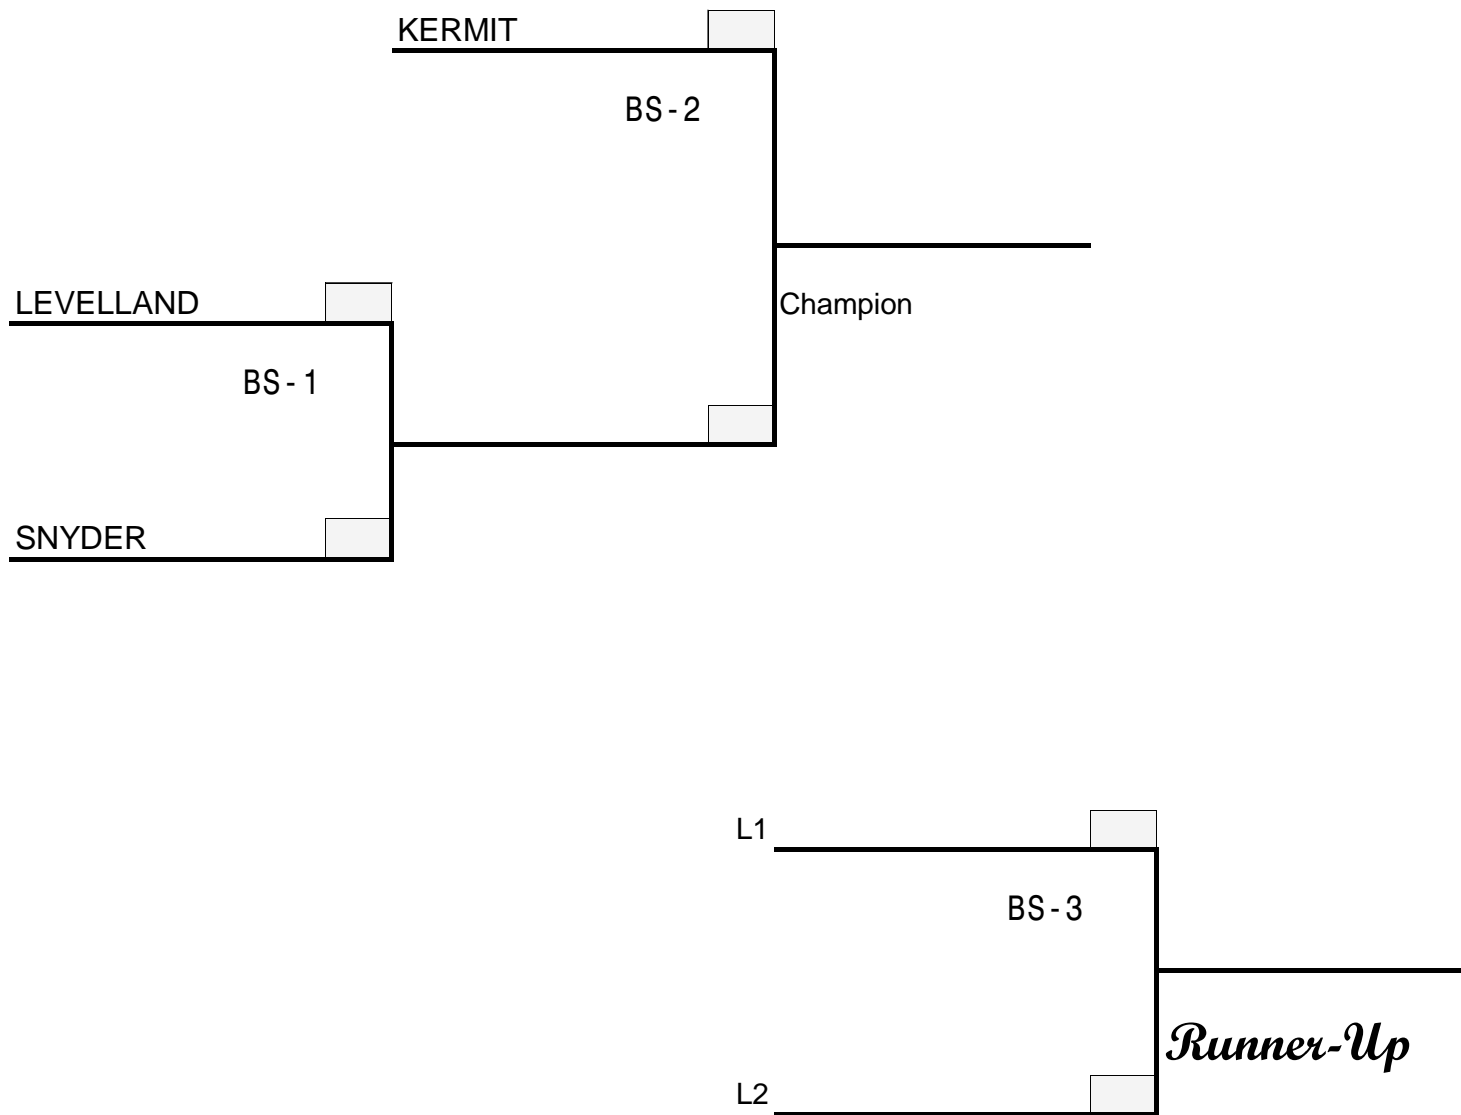 KERMIT
BS-2
LEVELLAND
Champion
BS-1
SNYDER
L1
BS-3
Runner-Up
L2